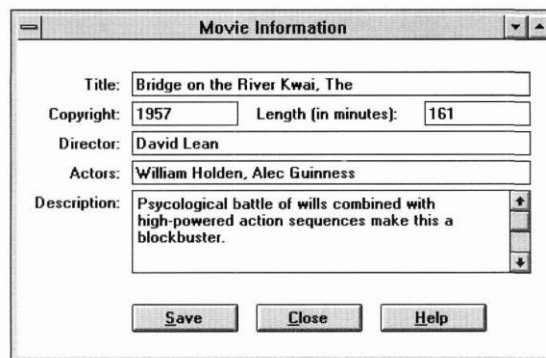 Movie Information
Title: Bridge on the River Kwai, The
Copyright: 1957 Length (in minutes): 161
Director: David Lean
Actors: William Holden, Alec Guinness
Description: Psycological battle of wills combined with
high-powered action sequences make this a
blockbuster.
Save Close Help